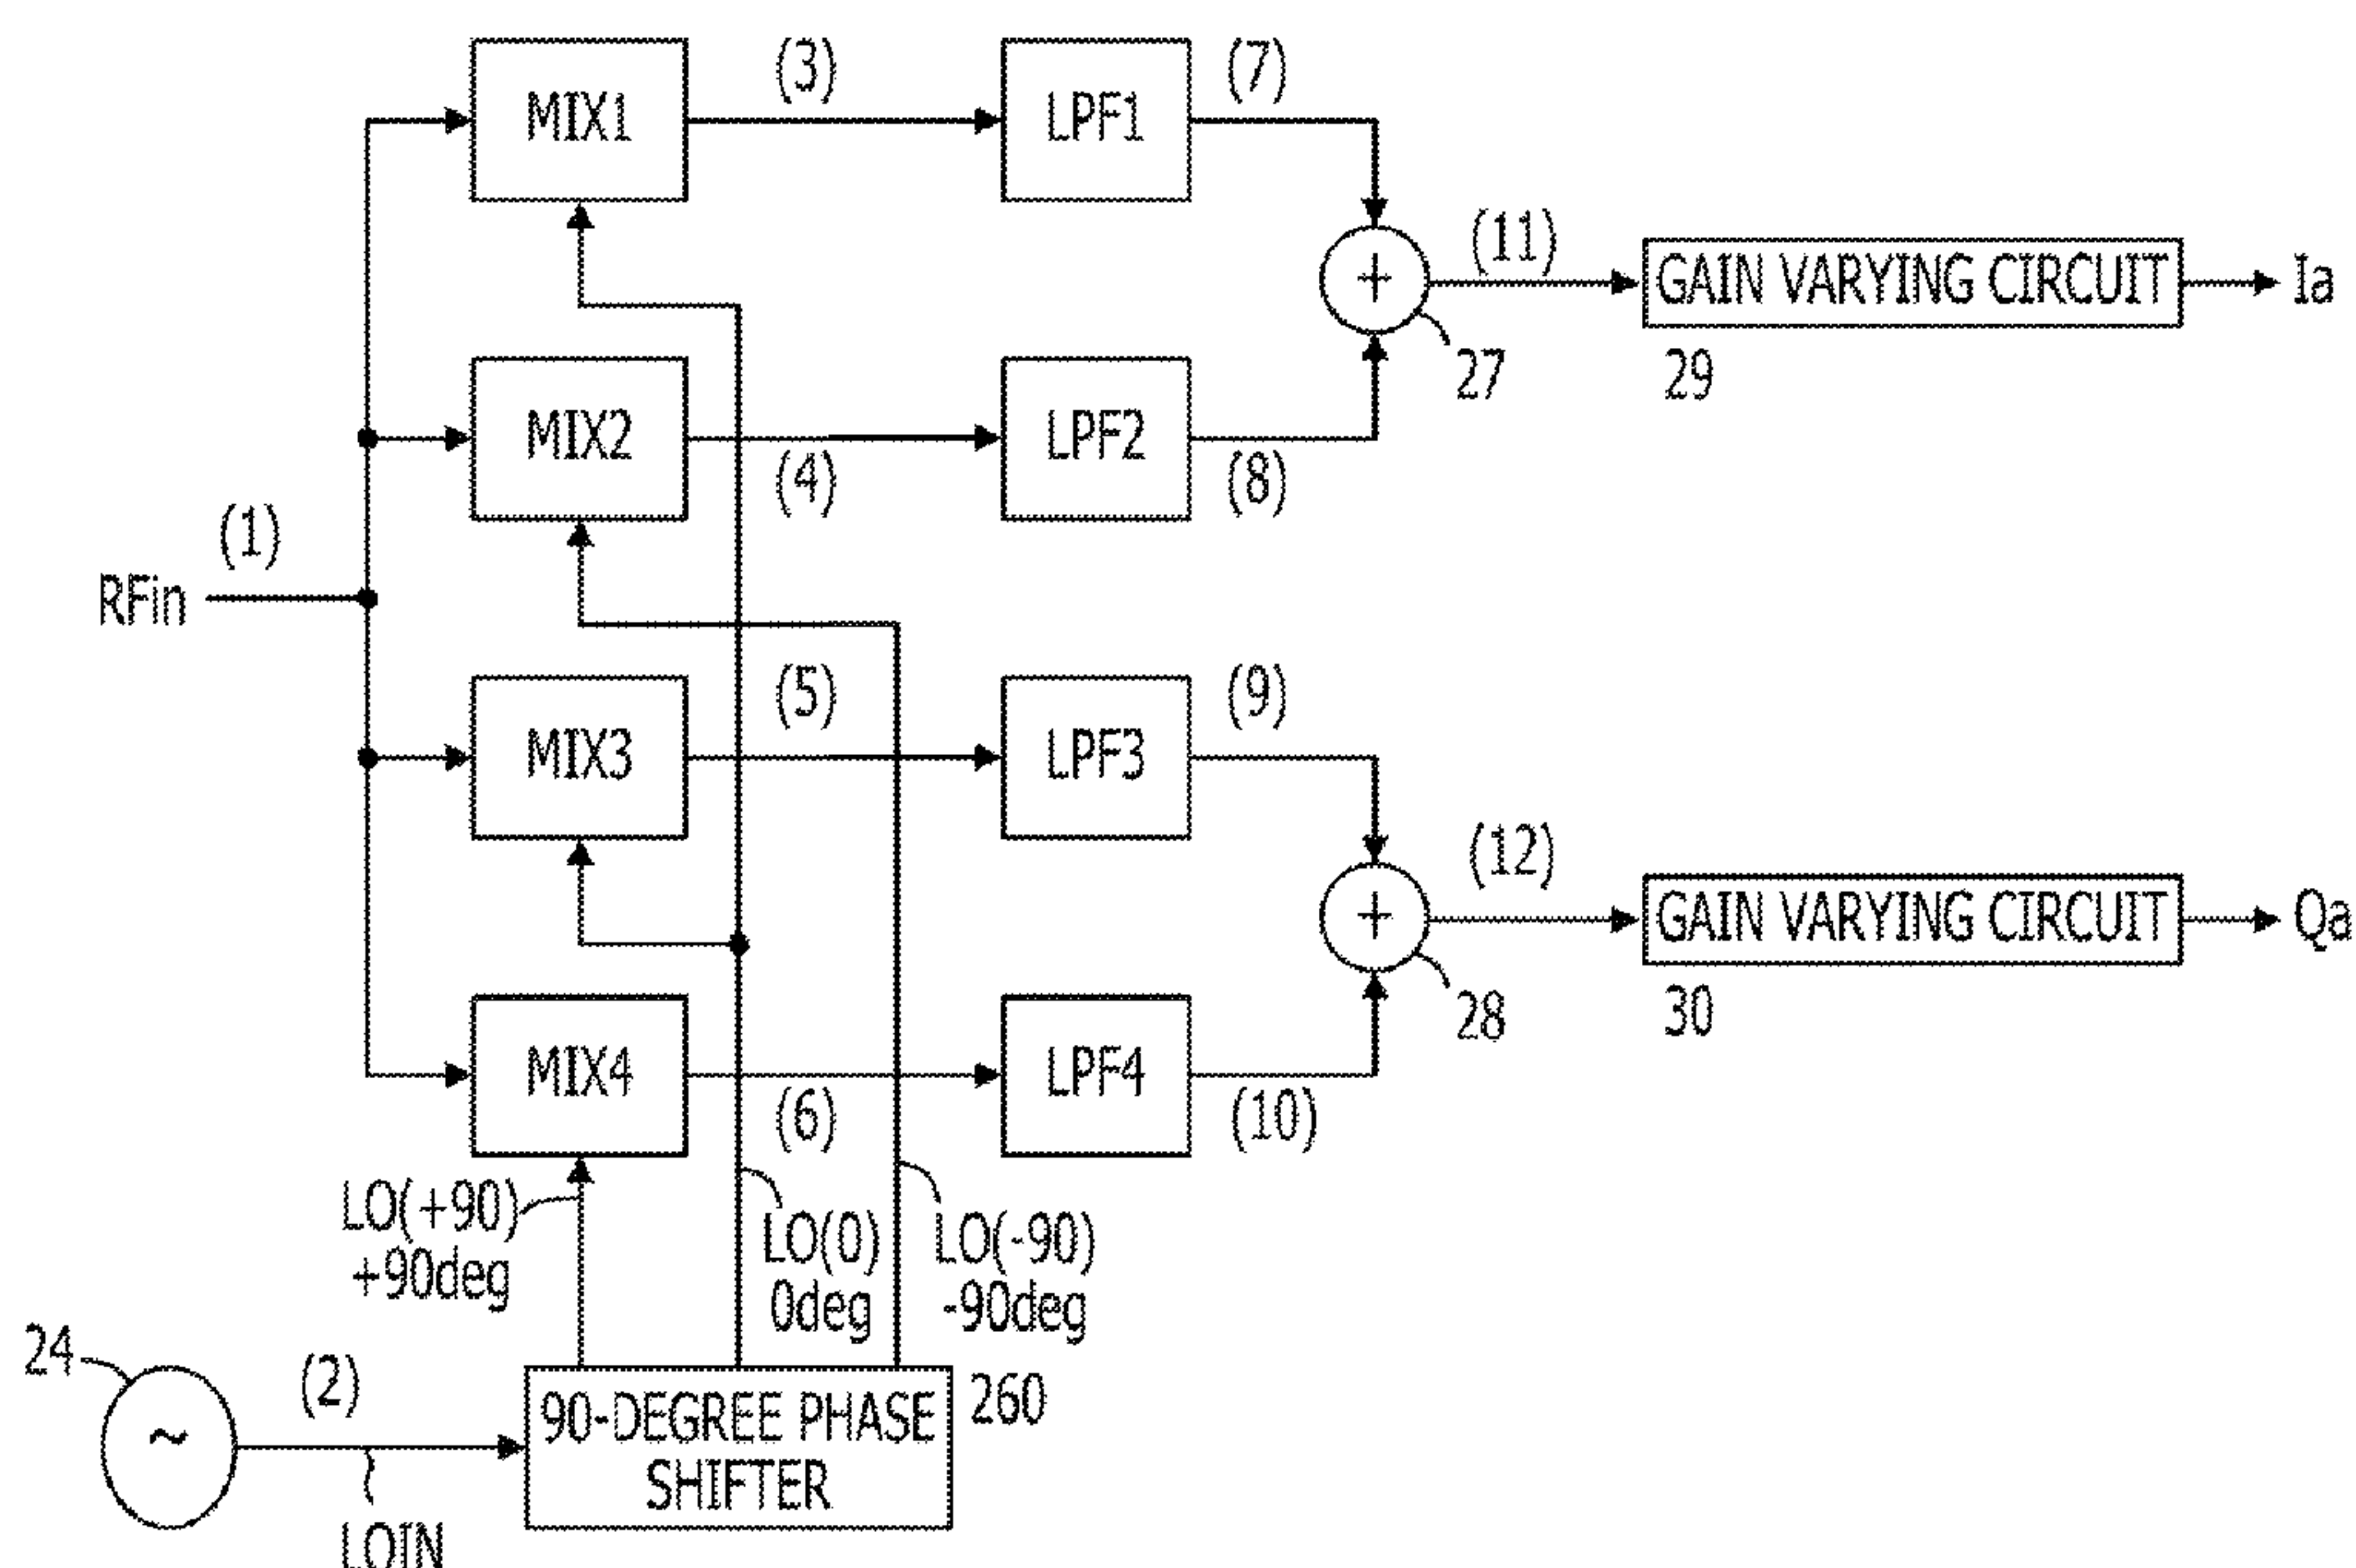 (3)
(7)
MIX1
LPF1
(11)
GAIN VARYING CIRCUIT
Ia
+
27
29
MIX2
LPF2
(4)
(8)
(1)
RFin
(5)
(9)
MIX3
LPF3
(12)
GAIN VARYING CIRCUIT
Qa
+
28
30
MIX4
LPF4
(6)
(10)
LO(+90)
+90deg
LO(0)
0deg
LO(-90)
-90deg
24
(2)
~
90-DEGREE PHASE
SHIFTER
260
LOIN